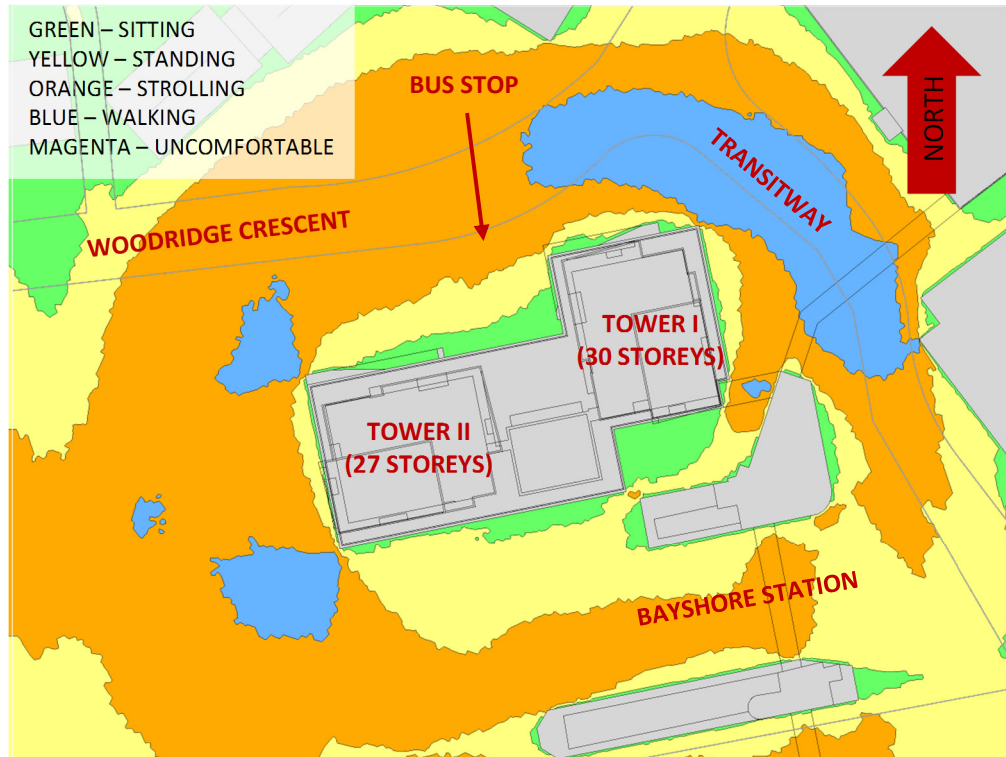 GREEN – SITTING
YELLOW – STANDING
ORANGE – STROLLING
BLUE – WALKING
MAGENTA – UNCOMFORTABLE
BUS STOP
NORTH
TRANSITWAY
WOODRIDGE CRESCENT
TOWER I
(30 STOREYS)
TOWER II
(27 STOREYS)
BAYSHORE STATION